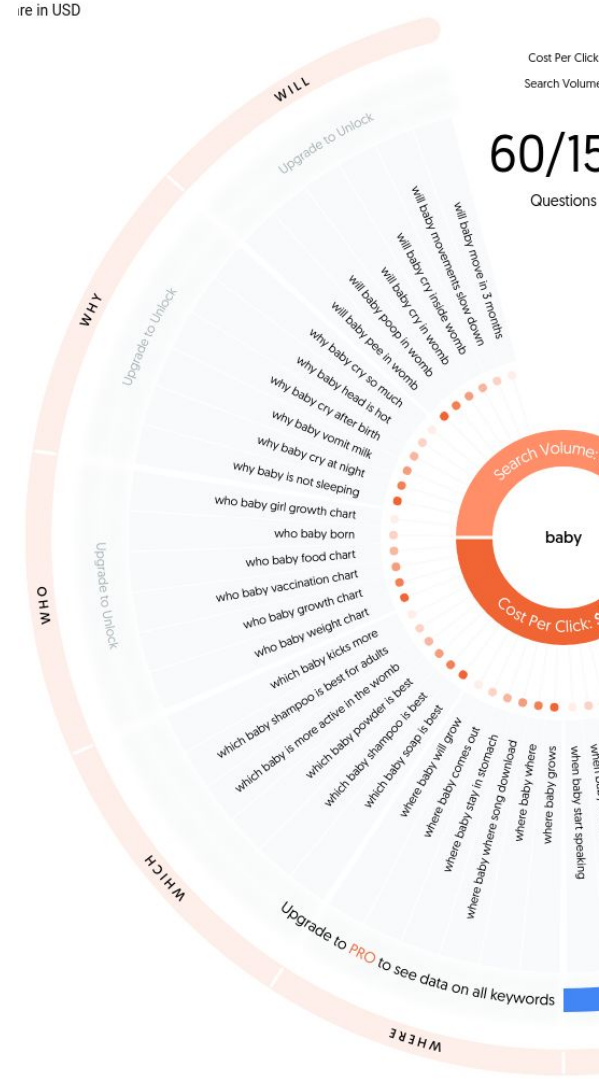 re in USD
Cost Per Click
Search Volume
60/15
Questions
WILL
Upgrade to Unlock
will baby move in 3 months
will baby movements slow down
will baby cry inside womb
will baby cry in womb
will baby poop in womb
will baby pee in womb
WHY
Upgrade to Unlock
why baby cry so much
why baby head is hot
why baby cry after birth
why baby vomit milk
why baby cry at night
why baby is not sleeping
WHO
Upgrade to Unlock
who baby girl growth chart
who baby born
who baby food chart
who baby vaccination chart
who baby growth chart
who baby weight chart
WHICH
which baby kicks more
which baby shampoo is best for adults
which baby is more active in the womb
which baby powder is best
which baby shampoo is best
which baby soap is best
WHERE
where baby will grow
where baby comes out
where baby stay in stomach
where baby where song download
where baby where
where baby grows
when baby start speaking
when baby
Search Volume:
baby
Cost Per Click:
Upgrade to PRO to see data on all keywords